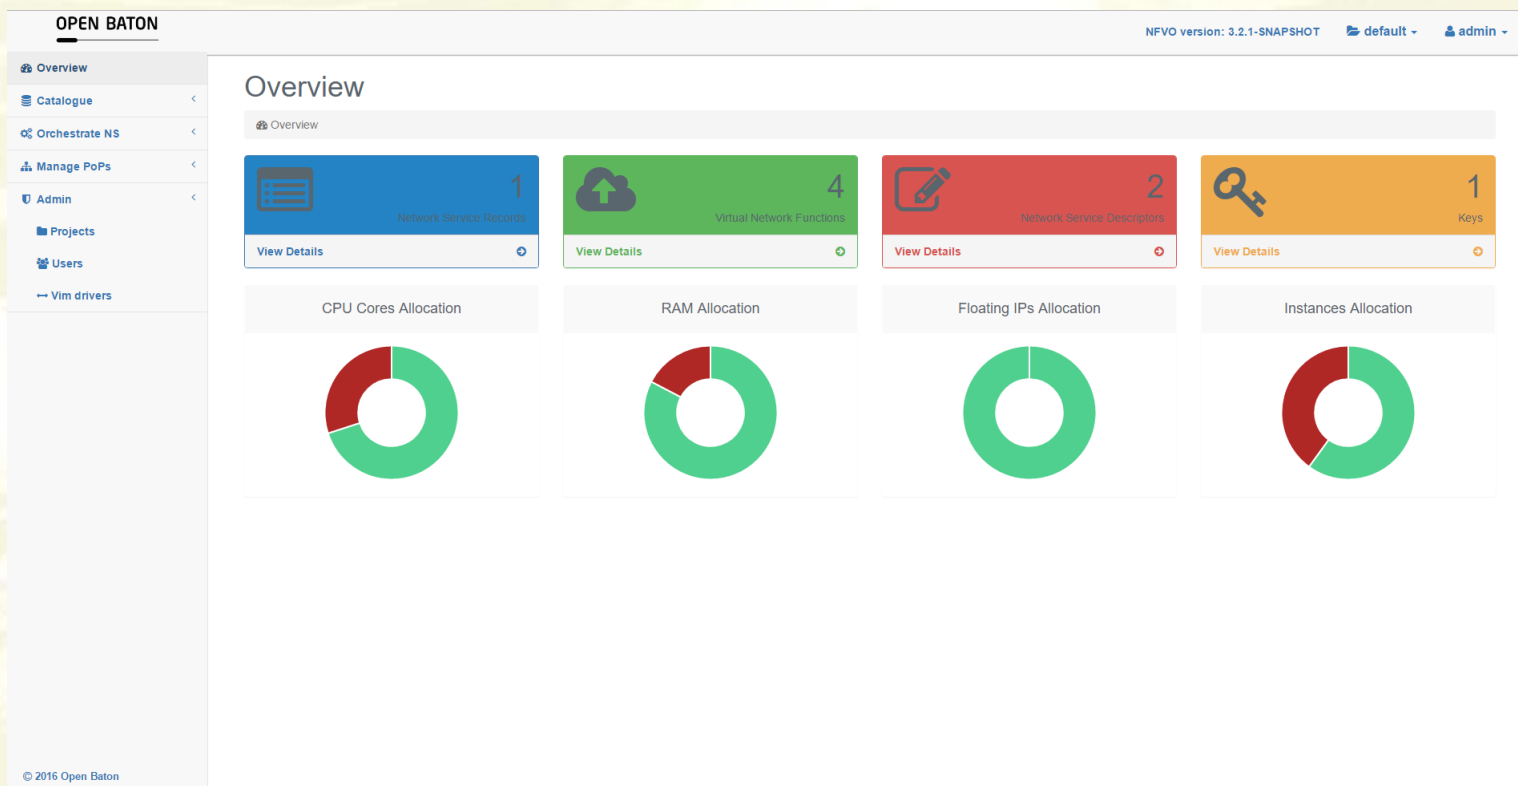 OPEN BATON
NFVO version: 3.2.1-SNAPSHOT default admin
Overview
Catalogue
Orchestrate NS
Manage PoPs
Admin
Projects
Users
Vim drivers
© 2016 Open Baton
Overview
Overview
1
Network Service Records
View Details
4
Virtual Network Functions
View Details
2
Network Service Descriptors
View Details
1
Keys
View Details
CPU Cores Allocation
RAM Allocation
Floating IPs Allocation
Instances Allocation